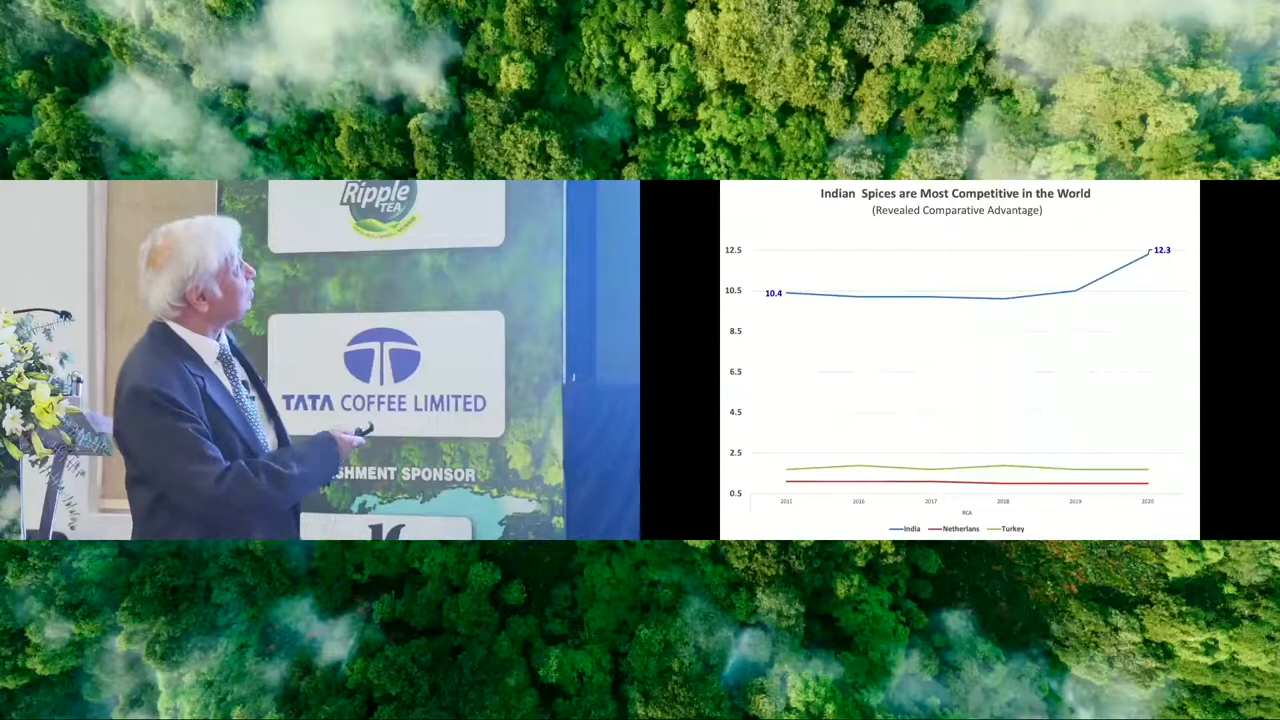 Ripple
TEA
TATA COFFEE LIMITED
SHMENT SPONSOR
Indian Spices are Most Competitive in the World
(Revealed Comparative Advantage)
12.5
12.3
10.5
10.4
8.5
6.5
4.5
2.5
0.5
2015 2016 2017 2018 2019 2020
RCA
India Netherlans Turkey